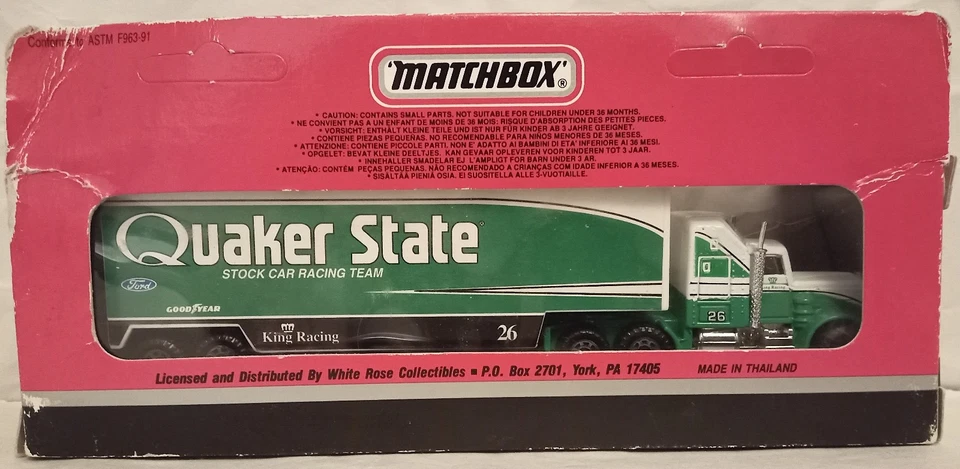 Conforms to ASTM F963-91
'MATCHBOX'®
* CAUTION: CONTAINS SMALL PARTS. NOT SUITABLE FOR CHILDREN UNDER 36 MONTHS.
* NE CONVIENT PAS A UN ENFANT DE MOINS DE 36 MOIS: RISQUE D'ABSORPTION DES PETITES PIECES.
* VORSICHT: ENTHÄLT KLEINE TEILE UND IST NUR FÜR KINDER AB 3 JAHRE GEEIGNET.
* CONTIENE PIEZAS PEQUEÑAS. NO RECOMENDABLE PARA NIÑOS MENORES DE 36 MESES.
* ATTENZIONE: CONTIENE PICCOLE PARTI. NON E' ADATTO AI BAMBINI DI ETA' INFERIORE AI 36 MESI.
* OPGELET: BEVAT KLEINE DEELTJES. KAN GEVAAR OPLEVEREN VOOR KINDEREN TOT 3 JAAR.
* INNEHALLER SMADELAR EJ LAMPLIGT FOR BARN UNDER 3 AR.
* ATENÇÃO: CONTÉM PEÇAS PEQUENAS. NÃO RECOMENDADO A CRIANÇAS COM IDADE INFERIOR A 36 MESES.
* SISÄLTÄÄ PIENIÄ OSIA. EI SUOSITELLA ALLE 3-VUOTIAILLE.
QUAKER STATE®
STOCK CAR RACING TEAM
Ford
GOODYEAR
King Racing
26
King Racing
26
Licensed and Distributed By White Rose Collectibles ■ P.O. Box 2701, York, PA 17405
MADE IN THAILAND